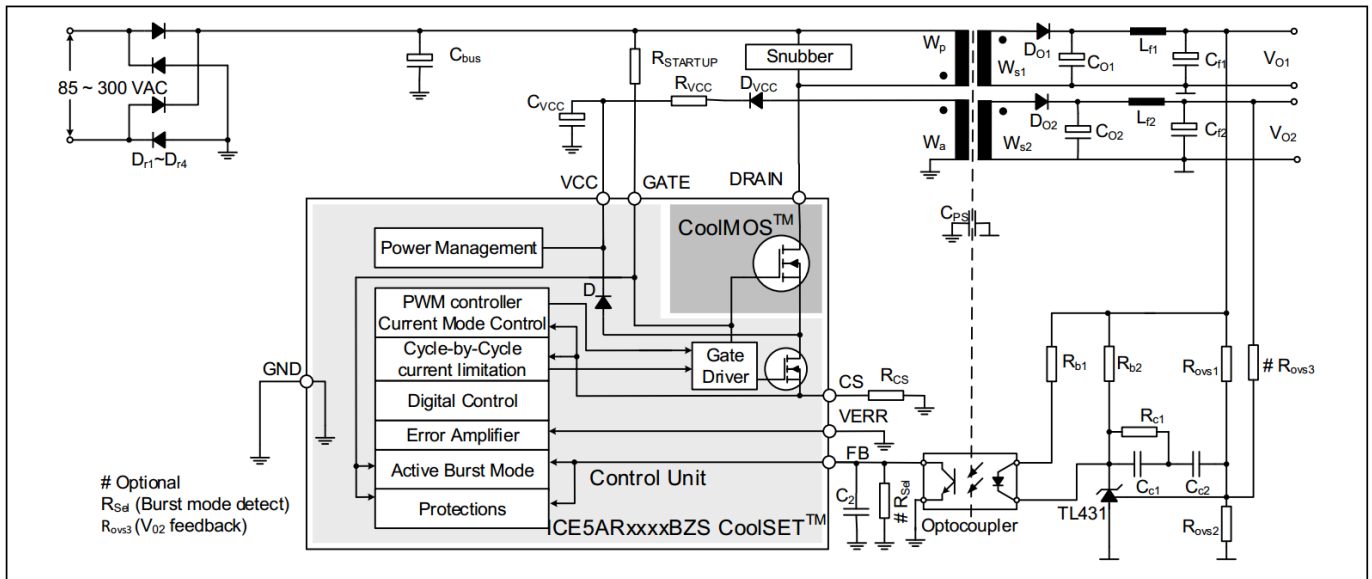 85 ~ 300 VAC
Dr1~Dr4
Cbus
RSTARTUP
Snubber
Wp
Ws1
DO1
CO1
Lf1
Cf1
VO1
RVCC
DVCC
CVCC
Wa
Ws2
DO2
CO2
Lf2
Cf2
VO2
VCC
GATE
DRAIN
CPS
CoolMOS™
Power Management
D
PWM controller
Current Mode Control
Cycle-by-Cycle
current limitation
Gate
Driver
Digital Control
Error Amplifier
Active Burst Mode
Protections
Control Unit
ICE5ARxxxxBZS CoolSET™
GND
CS
RCS
VERR
FB
C2
# RSel
Optocoupler
Rb1
Rb2
Rovs1
# Rovs3
Rc1
Cc1
Cc2
TL431
Rovs2
# Optional
RSel (Burst mode detect)
Rovs3 (V02 feedback)